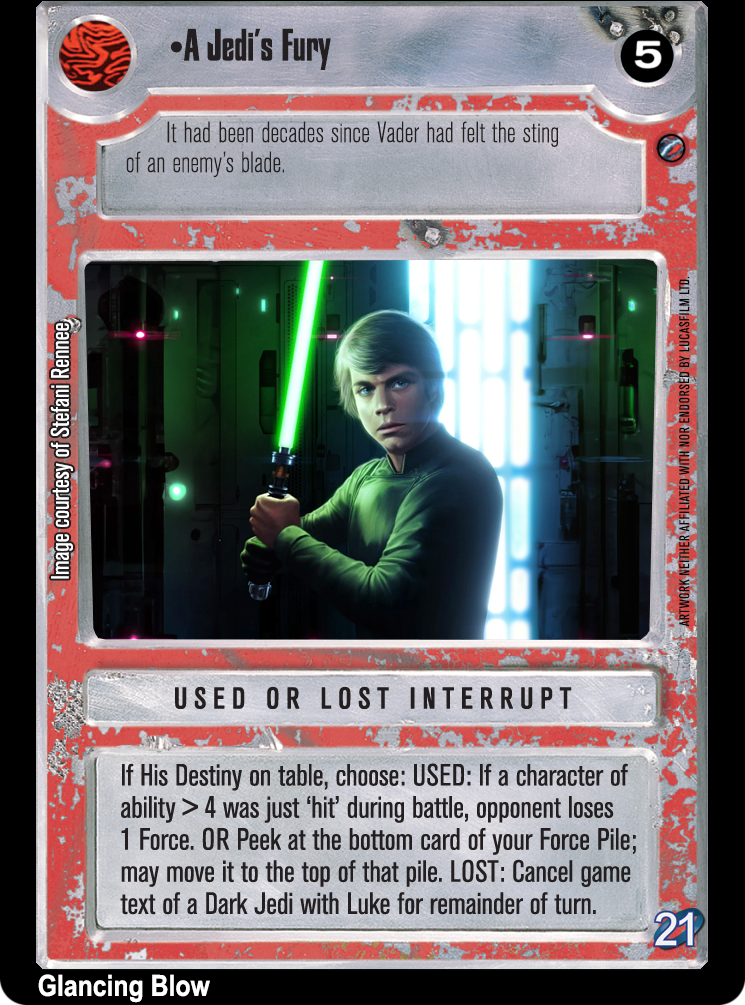 •A Jedi's Fury
5
It had been decades since Vader had felt the sting
of an enemy's blade.
Image courtesy of Stefani Rennee
ARTWORK NEITHER AFFILIATED WITH NOR ENDORSED BY LUCASFILM LTD.
USED OR LOST INTERRUPT
If His Destiny on table, choose: USED: If a character of
ability > 4 was just 'hit' during battle, opponent loses
1 Force. OR Peek at the bottom card of your Force Pile;
may move it to the top of that pile. LOST: Cancel game
text of a Dark Jedi with Luke for remainder of turn.
21
Glancing Blow